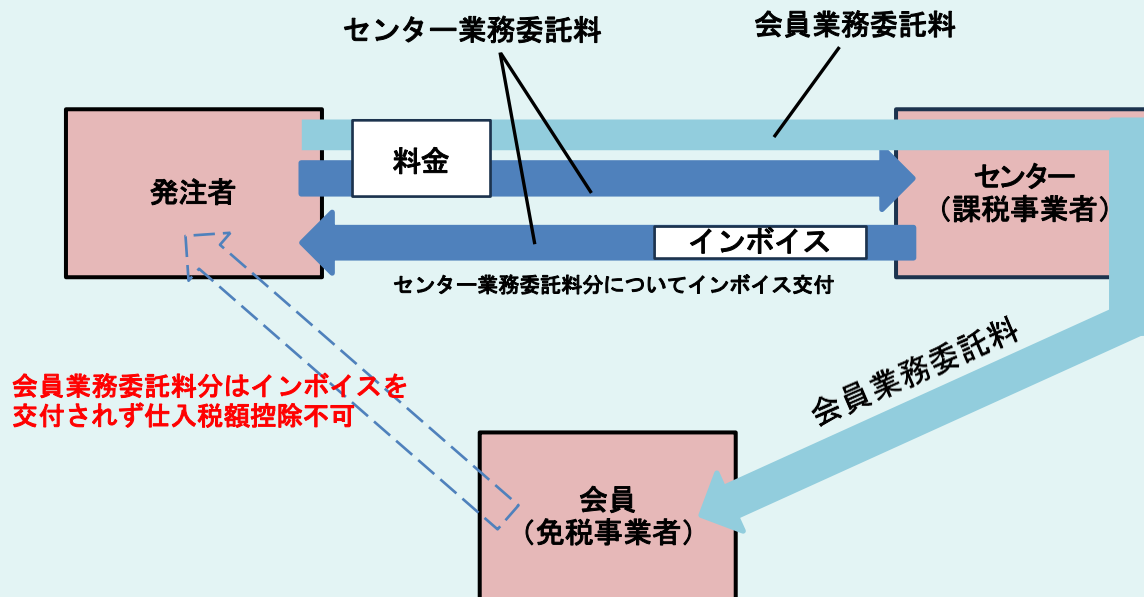 センター業務委託料
会員業務委託料
発注者
料金
センター
（課税事業者）
インボイス
センター業務委託料分についてインボイス交付
会員業務委託料
会員業務委託料分はインボイスを
交付されず仕入税額控除不可
会員
（免税事業者）